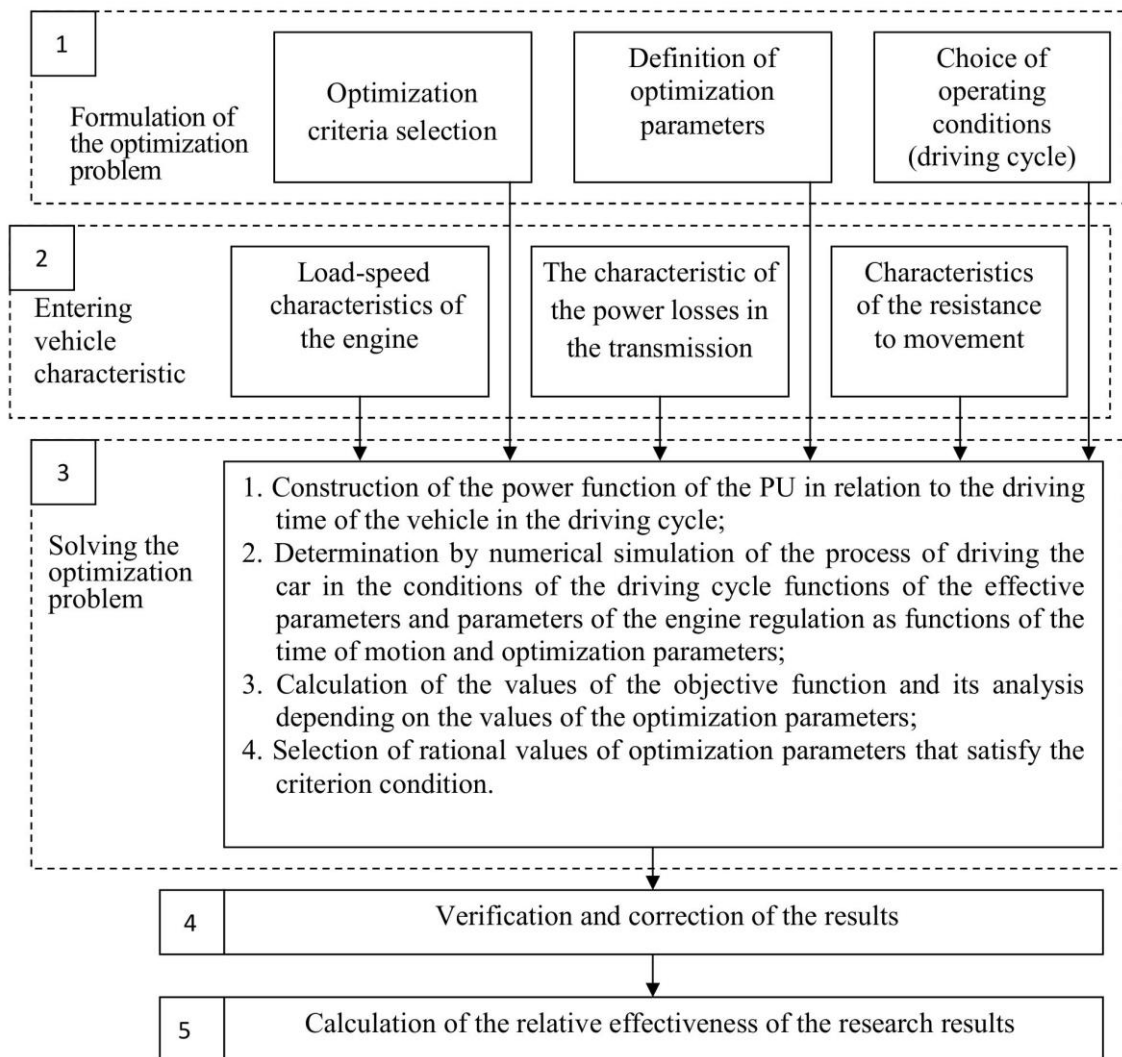 1
Formulation of
the optimization
problem
Optimization
criteria selection
Definition of
optimization
parameters
Choice of
operating
conditions
(driving cycle)
2
Entering
vehicle
characteristic
Load-speed
characteristics of
the engine
The characteristic of
the power losses in
the transmission
Characteristics
of the resistance
to movement
3
Solving the
optimization
problem
1. Construction of the power function of the PU in relation to the driving
time of the vehicle in the driving cycle;
2. Determination by numerical simulation of the process of driving the
car in the conditions of the driving cycle functions of the effective
parameters and parameters of the engine regulation as functions of the
time of motion and optimization parameters;
3. Calculation of the values of the objective function and its analysis
depending on the values of the optimization parameters;
4. Selection of rational values of optimization parameters that satisfy the
criterion condition.
4
Verification and correction of the results
5
Calculation of the relative effectiveness of the research results